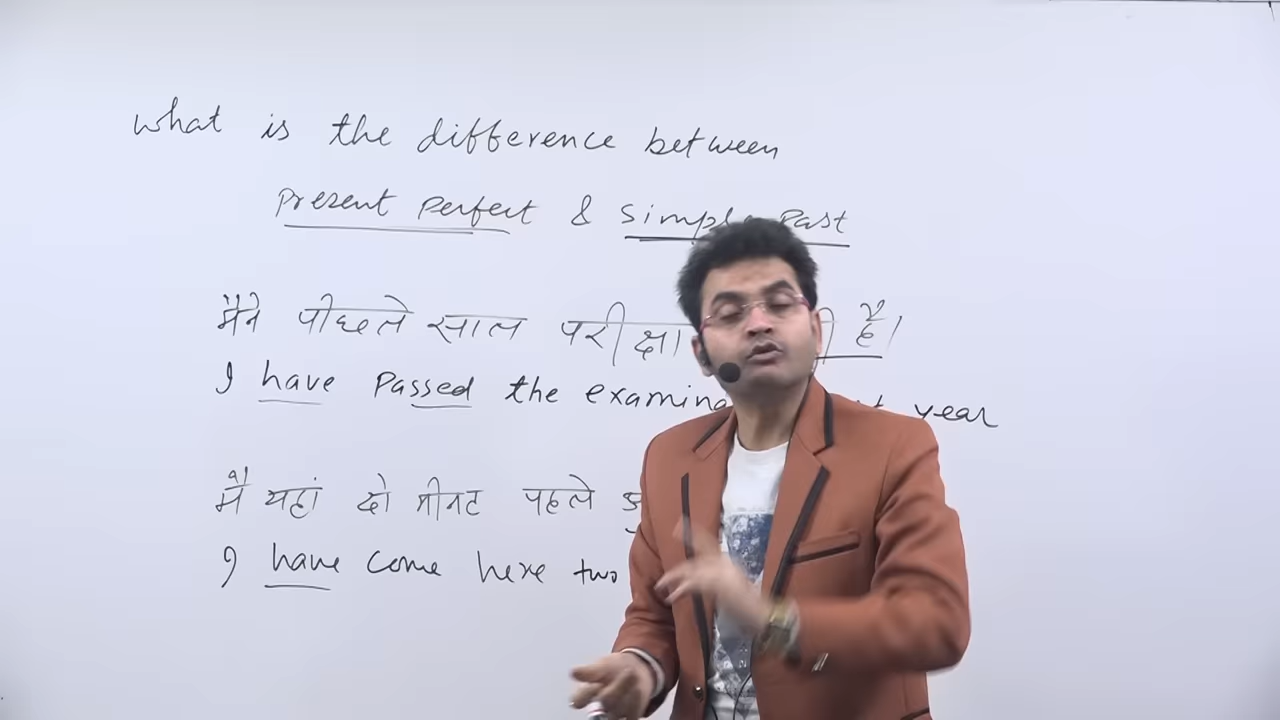 what is the difference between
Present Perfect & Simple Past
मैंने पीछले साल परीक्षा है।
I have Passed the year
मैं यहां दो मीनट पहले
I have come here two